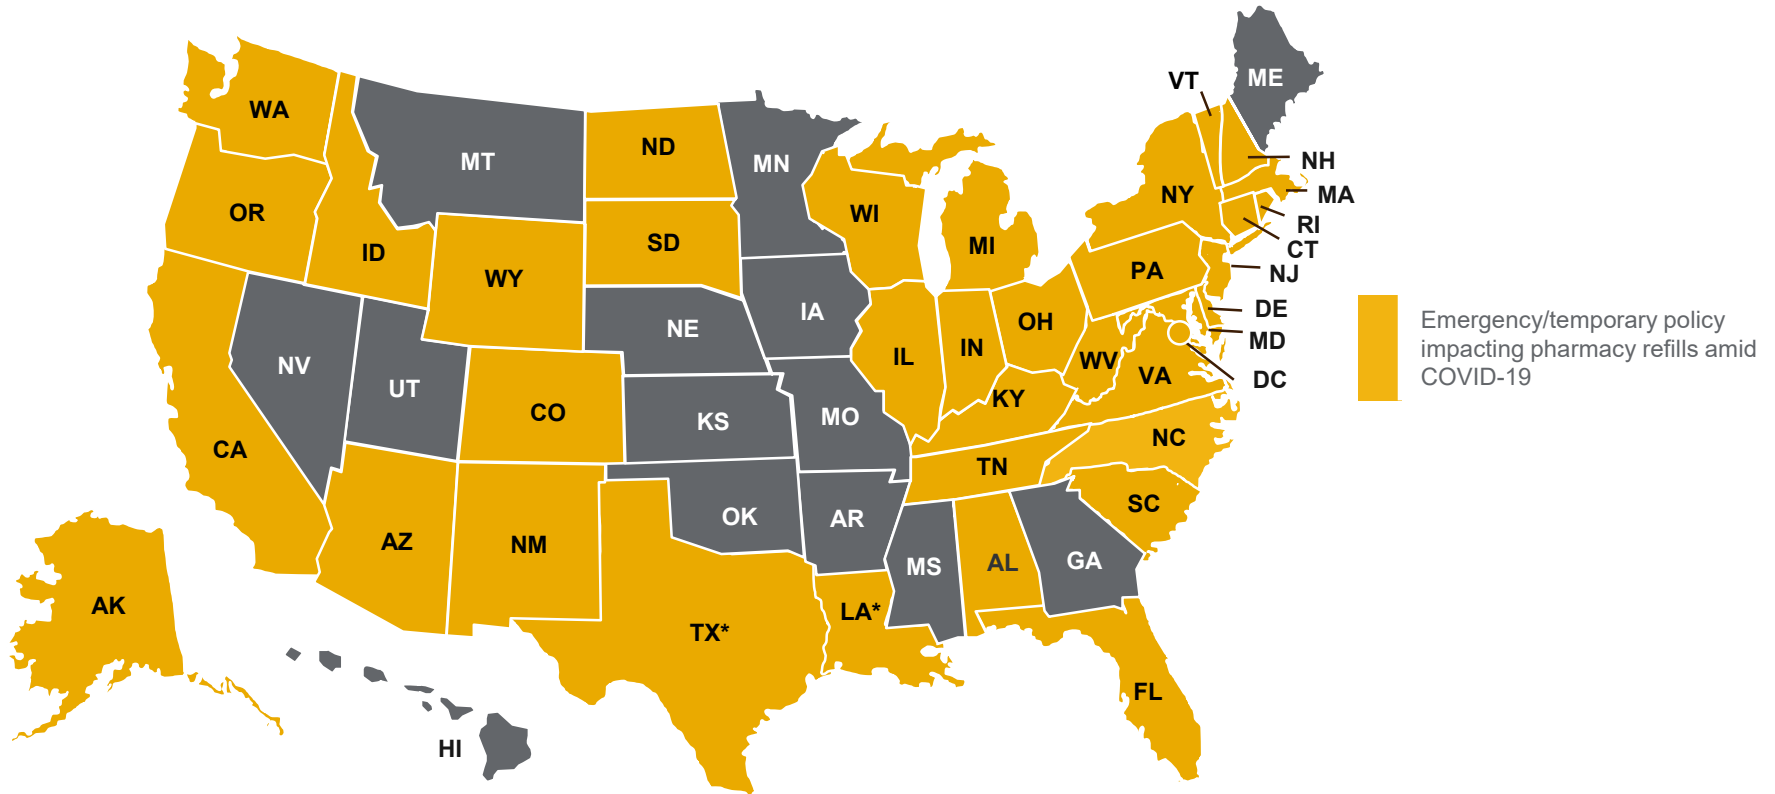 ME
VT
WA
ND
MT
MN
NH
NY
MA
OR
WI
RI
SD
MI
CT
ID
PA
NJ
WY
DE
IA
OH
NE
MD
IN
IL
WV
NV
VA
DC
UT
KY
CO
MO
KS
NC
CA
TN
SC
OK
AR
AZ
NM
GA
AL
MS
AK
LA*
TX*
FL
HI
Emergency/temporary policy
impacting pharmacy refills amid
COVID-19